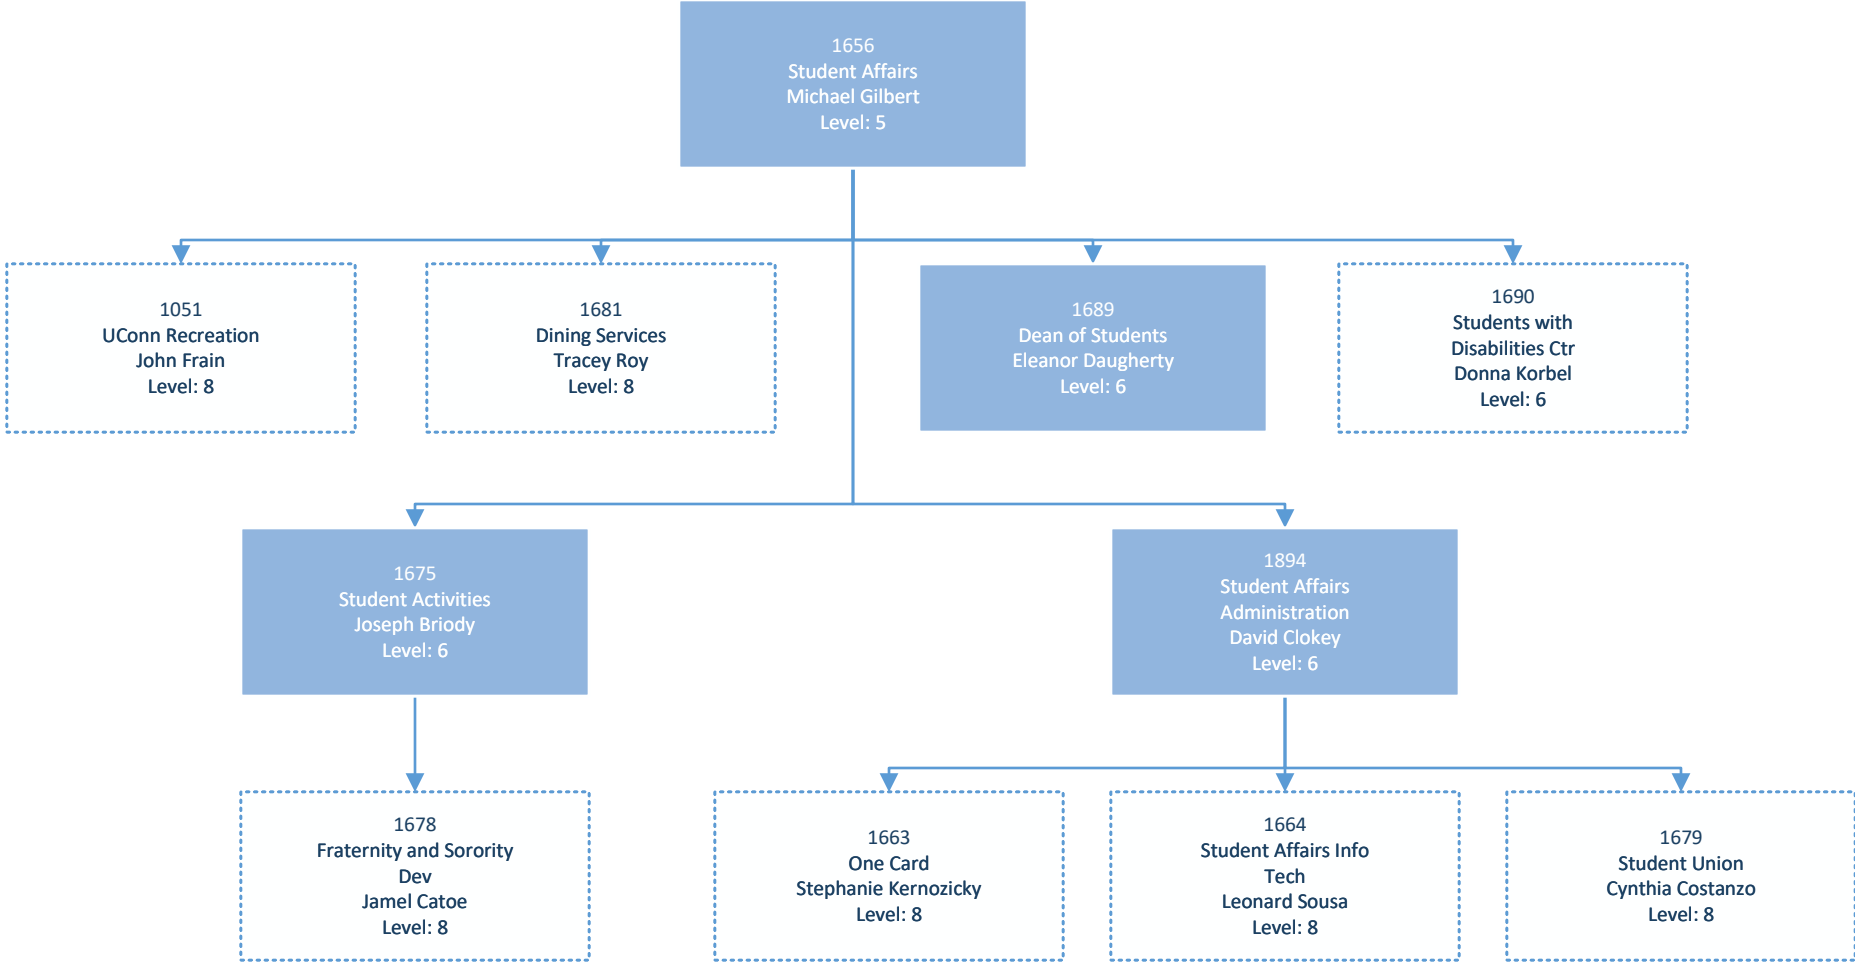 1656
Student Affairs
Michael Gilbert
Level: 5
1051
UConn Recreation
John Frain
Level: 8
1681
Dining Services
Tracey Roy
Level: 8
1689
Dean of Students
Eleanor Daugherty
Level: 6
1690
Students with
Disabilities Ctr
Donna Korbel
Level: 6
1675
Student Activities
Joseph Briody
Level: 6
1894
Student Affairs
Administration
David Clokey
Level: 6
1678
Fraternity and Sorority
Dev
Jamel Catoe
Level: 8
1663
One Card
Stephanie Kernozicky
Level: 8
1664
Student Affairs Info
Tech
Leonard Sousa
Level: 8
1679
Student Union
Cynthia Costanzo
Level: 8